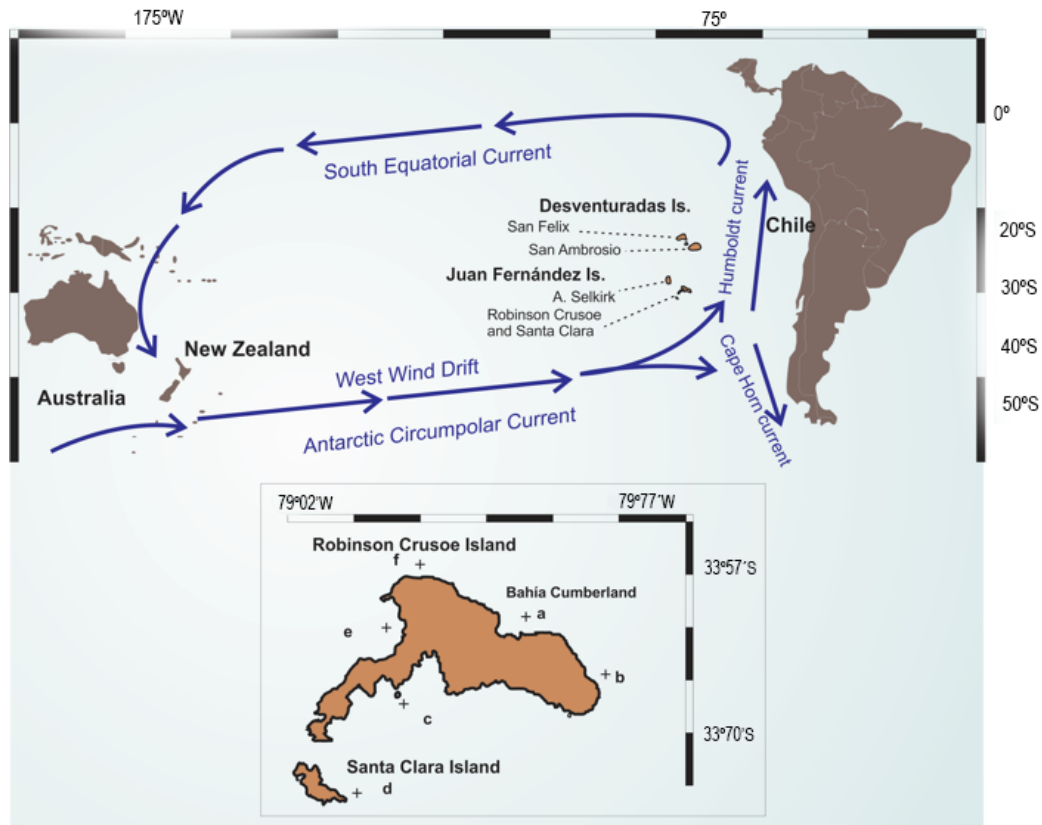 175ºW
75º
0º
South Equatorial Current
Humboldt current
Desventuradas Is.
San Felix
San Ambrosio
Chile
20ºS
Juan Fernández Is.
A. Selkirk
Robinson Crusoe
and Santa Clara
30ºS
New Zealand
40ºS
West Wind Drift
Cape Horn current
Australia
50ºS
Antarctic Circumpolar Current
79º02´W
79º77´W
Robinson Crusoe Island
f
33º57´S
Bahía Cumberland
a
e
b
c
33º70´S
Santa Clara Island
d